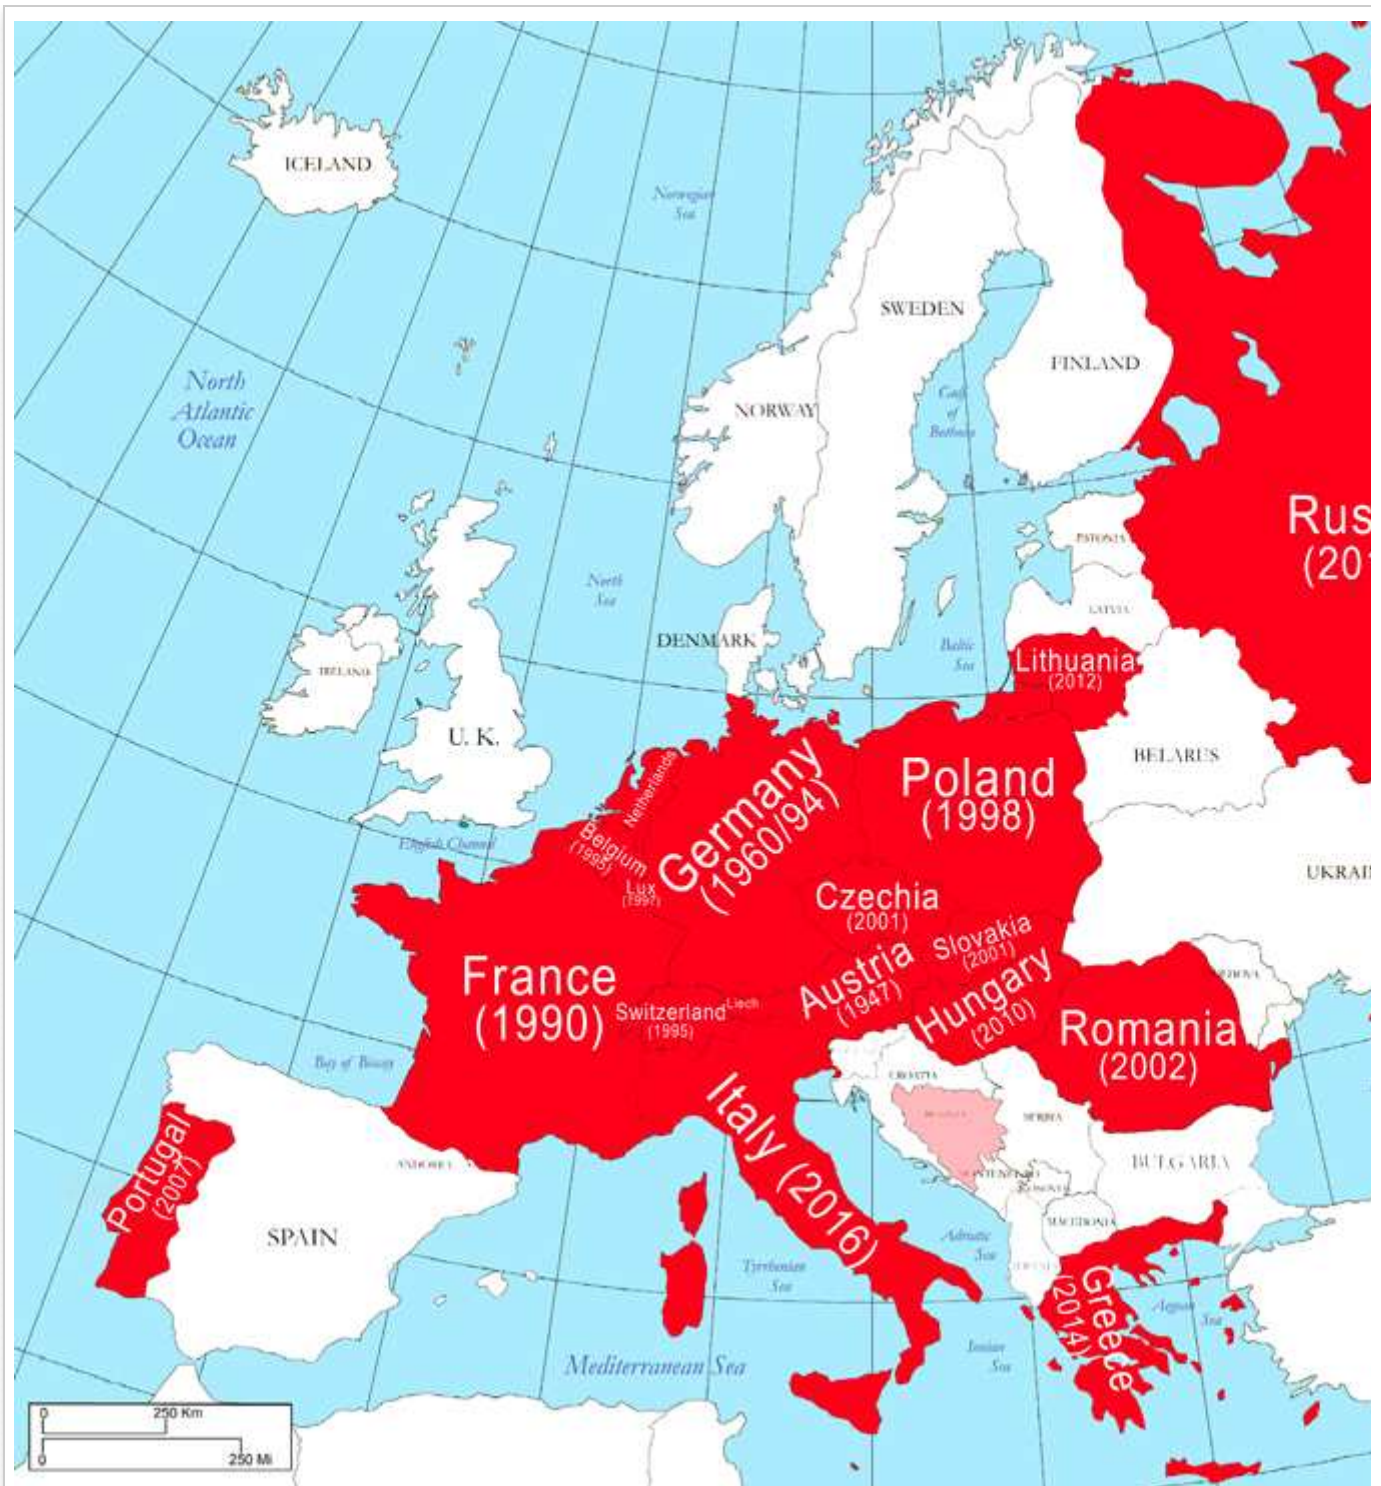 ICELAND
Norwegian
Sea
SWEDEN
FINLAND
North
Atlantic
Ocean
NORWAY
Gulf
of
Bothnia
Rus
(201
ESTONIA
North
Sea
LATVIA
DENMARK
Baltic
Sea
Lithuania
(2012)
IRELAND
U. K.
BELARUS
Netherlands
Germany
(1960/94)
Poland
(1998)
English Channel
Belgium
(1995)
Lux
UKRAI
Czechia
(2001)
Slovakia
(2001)
France
(1990)
Switzerland
(1995)
Liech
Austria
(1947)
Hungary
(2010)
Romania
(2002)
Bay of Biscay
CROATIA
SERBIA
Italy (2016)
Portugal
(2007)
ANDORRA
BULGARIA
SPAIN
MACEDONIA
Adriatic
Sea
Tyrrhenian
Sea
Greece
(2014)
Aegean
Sea
Ionian
Sea
Mediterranean Sea
0 250 Km
0 250 Mi